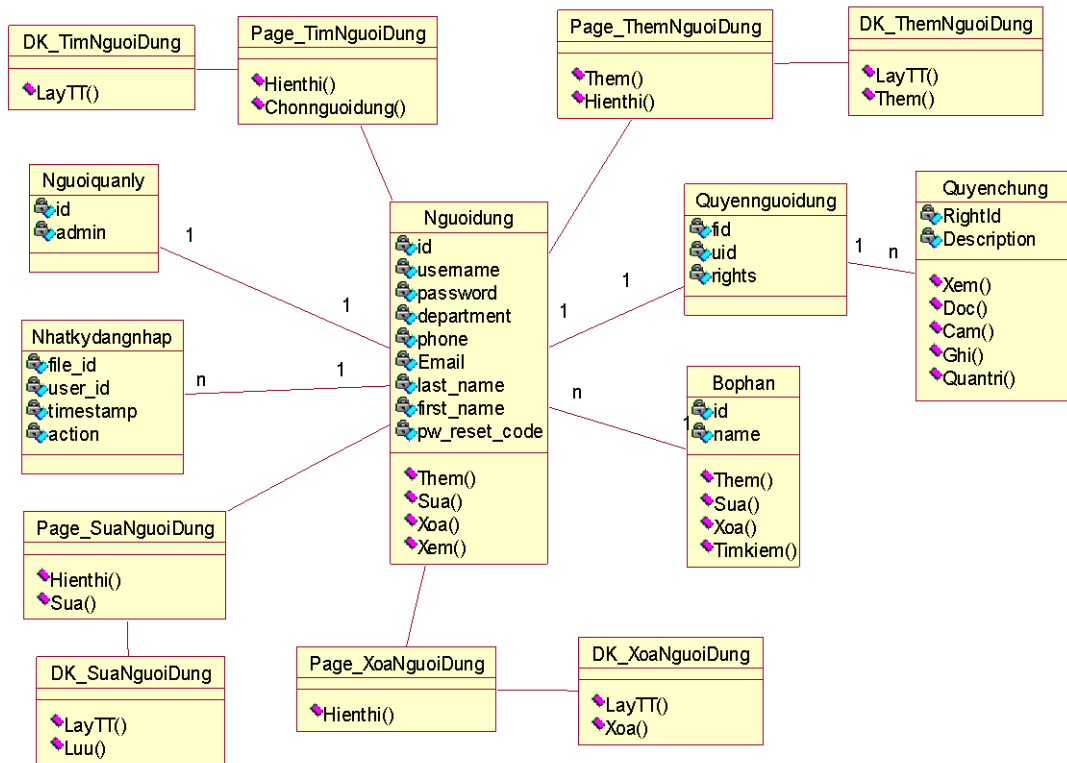 DK_TimNguoiDung
LayTT()
Page_TimNguoiDung
Hienthi()
Chonnguoidung()
Page_ThemNguoiDung
Them()
Hienthi()
DK_ThemNguoiDung
LayTT()
Them()
Nguoiquanly
id
admin
1
1
Nguoidung
id
username
password
department
phone
Email
last_name
first_name
pw_reset_code
Them()
Sua()
Xoa()
Xem()
Quyennguoidung
fid
uid
rights
1
1
1
n
Quyenchung
RightId
Description
Xem()
Doc()
Cam()
Ghi()
Quantri()
Nhatkydangnhap
file_id
user_id
timestamp
action
n
1
n
1
Bophan
id
name
Them()
Sua()
Xoa()
Timkiem()
Page_SuaNguoiDung
Hienthi()
Sua()
DK_SuaNguoiDung
LayTT()
Luu()
Page_XoaNguoiDung
Hienthi()
DK_XoaNguoiDung
LayTT()
Xoa()